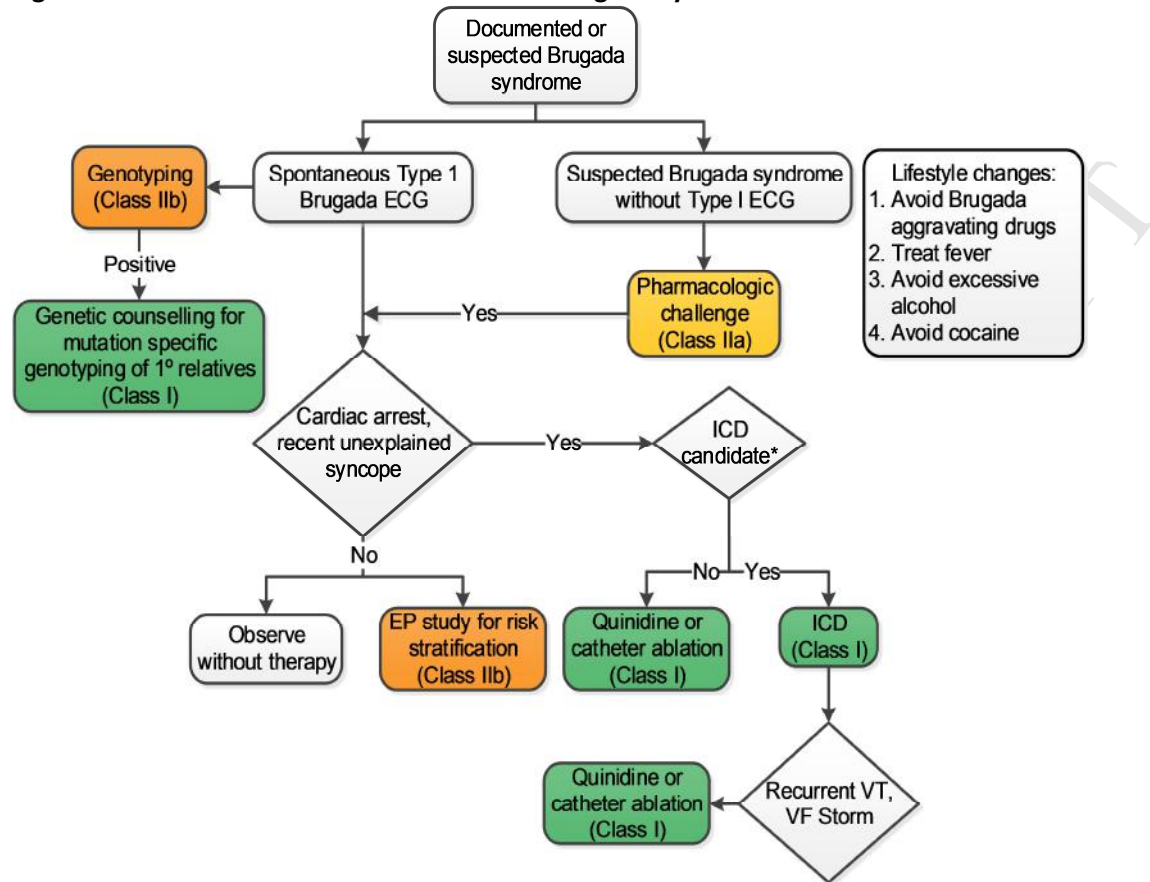 Documented or
suspected Brugada
syndrome
Genotyping
(Class IIb)
Spontaneous Type 1
Brugada ECG
Suspected Brugada syndrome
without Type I ECG
Lifestyle changes:
1. Avoid Brugada
aggravating drugs
2. Treat fever
3. Avoid excessive
alcohol
4. Avoid cocaine
Positive
Genetic counselling for
mutation specific
genotyping of 1º relatives
(Class I)
Yes
Pharmacologic
challenge
(Class IIa)
Cardiac arrest,
recent unexplained
syncope
Yes
ICD
candidate*
No
No
Yes
Observe
without therapy
EP study for risk
stratification
(Class IIb)
Quinidine or
catheter ablation
(Class I)
ICD
(Class I)
Quinidine or
catheter ablation
(Class I)
Recurrent VT,
VF Storm